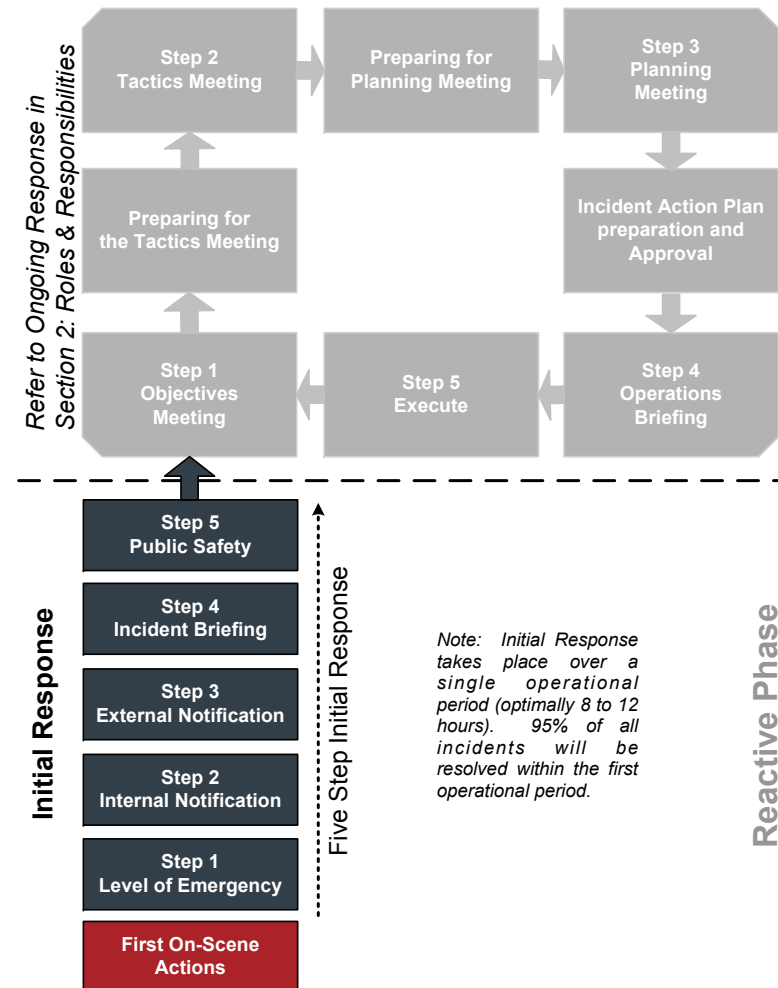 Refer to Ongoing Response in
Section 2: Roles & Responsibilities
Step 2
Tactics Meeting
Preparing for
Planning Meeting
Step 3
Planning
Meeting
Preparing for
the Tactics Meeting
Incident Action Plan
preparation and
Approval
Step 1
Objectives
Meeting
Step 5
Execute
Step 4
Operations
Briefing
Initial Response
Step 5
Public Safety
Step 4
Incident Briefing
Step 3
External Notification
Step 2
Internal Notification
Step 1
Level of Emergency
First On-Scene
Actions
Five Step Initial Response
Note: Initial Response
takes place over a
single operational
period (optimally 8 to 12
hours). 95% of all
incidents will be
resolved within the first
operational period.
Reactive Phase